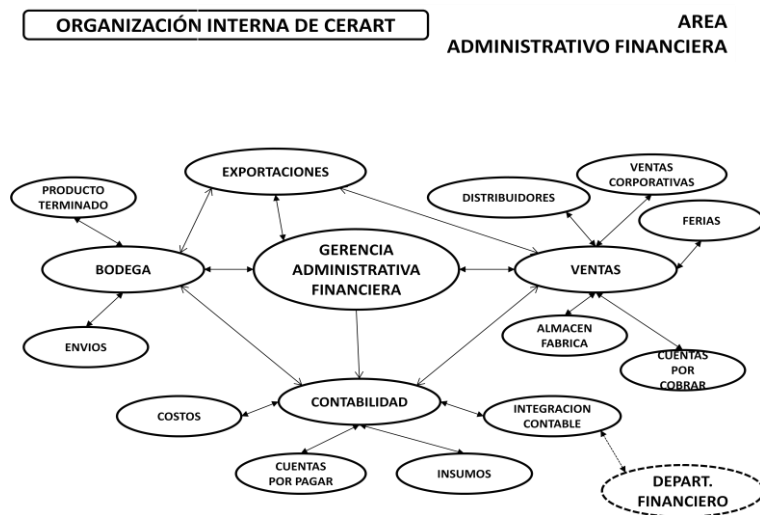 ORGANIZACIÓN INTERNA DE CERART
AREA
ADMINISTRATIVO FINANCIERA
EXPORTACIONES
VENTAS
CORPORATIVAS
PRODUCTO
TERMINADO
DISTRIBUIDORES
FERIAS
GERENCIA
ADMINISTRATIVA
FINANCIERA
BODEGA
VENTAS
ENVIOS
ALMACEN
FABRICA
CUENTAS
POR
COBRAR
COSTOS
CONTABILIDAD
INTEGRACION
CONTABLE
CUENTAS
POR PAGAR
INSUMOS
DEPART.
FINANCIERO